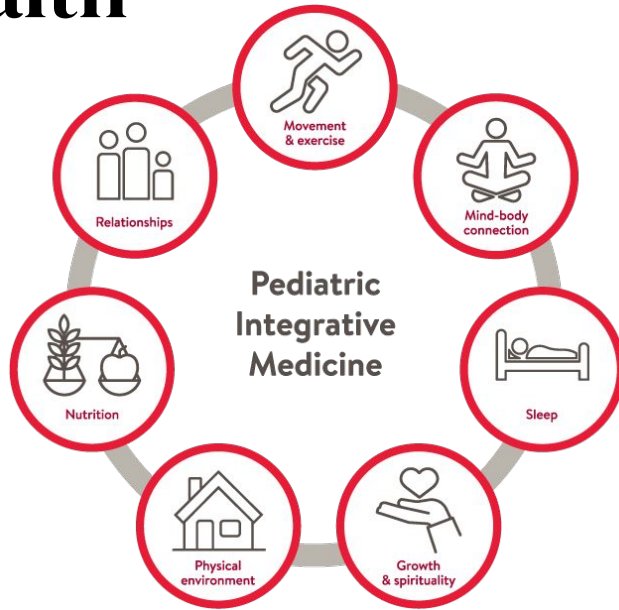 Movement
& exercise
Mind-body
connection
Sleep
Growth
& spirituality
Physical
environment
Nutrition
Relationships
Pediatric
Integrative
Medicine